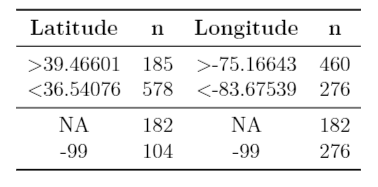 Latitude n Longitude n
>39.46601 185 >-75.16643 460
<36.54076 578 <-83.67539 276
NA 182 NA 182
-99 104 -99 276